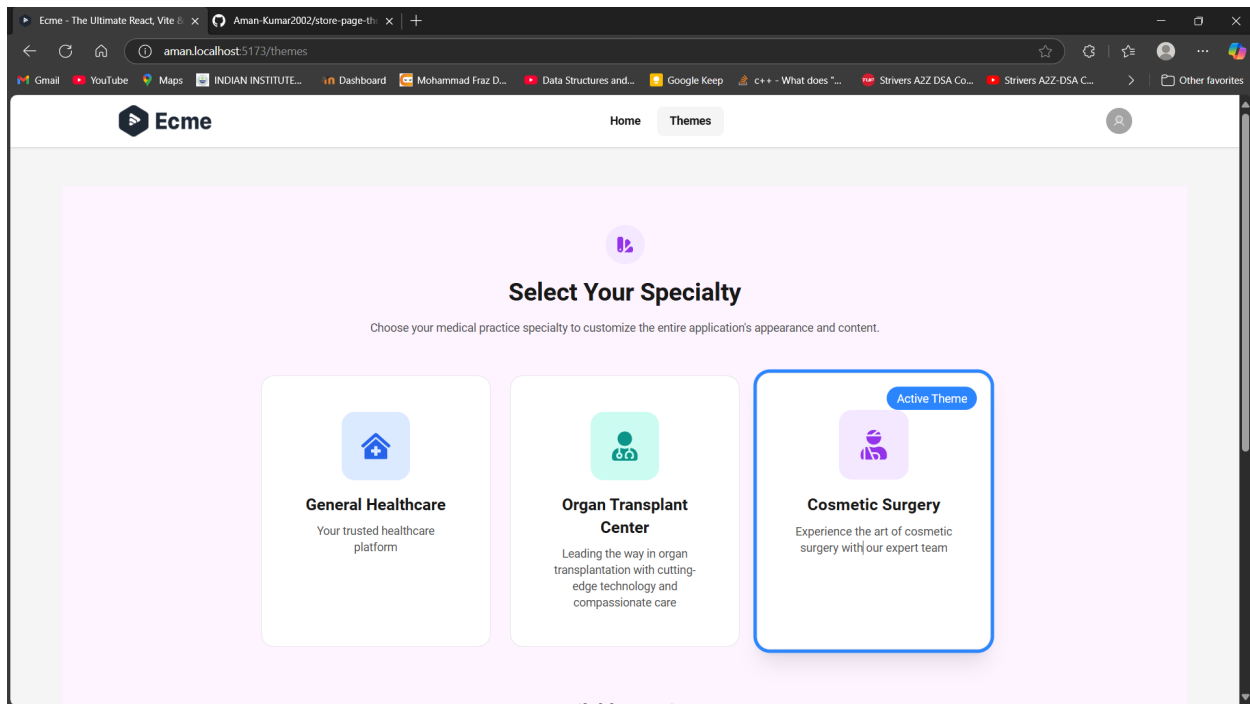 Ecme - The Ultimate React, Vite &
Aman-Kumar2002/store-page-th
aman.localhost:5173/themes
Gmail
YouTube
Maps
INDIAN INSTITUTE...
Dashboard
Mohammad Fraz D...
Data Structures and...
Google Keep
c++ - What does "...
Strivers A2Z DSA Co...
Strivers A2Z-DSA C...
Other favorites
Ecme
Home
Themes
Select Your Specialty
Choose your medical practice specialty to customize the entire application's appearance and content.
General Healthcare
Your trusted healthcare
platform
Organ Transplant
Center
Leading the way in organ
transplantation with cutting-
edge technology and
compassionate care
Active Theme
Cosmetic Surgery
Experience the art of cosmetic
surgery with our expert team